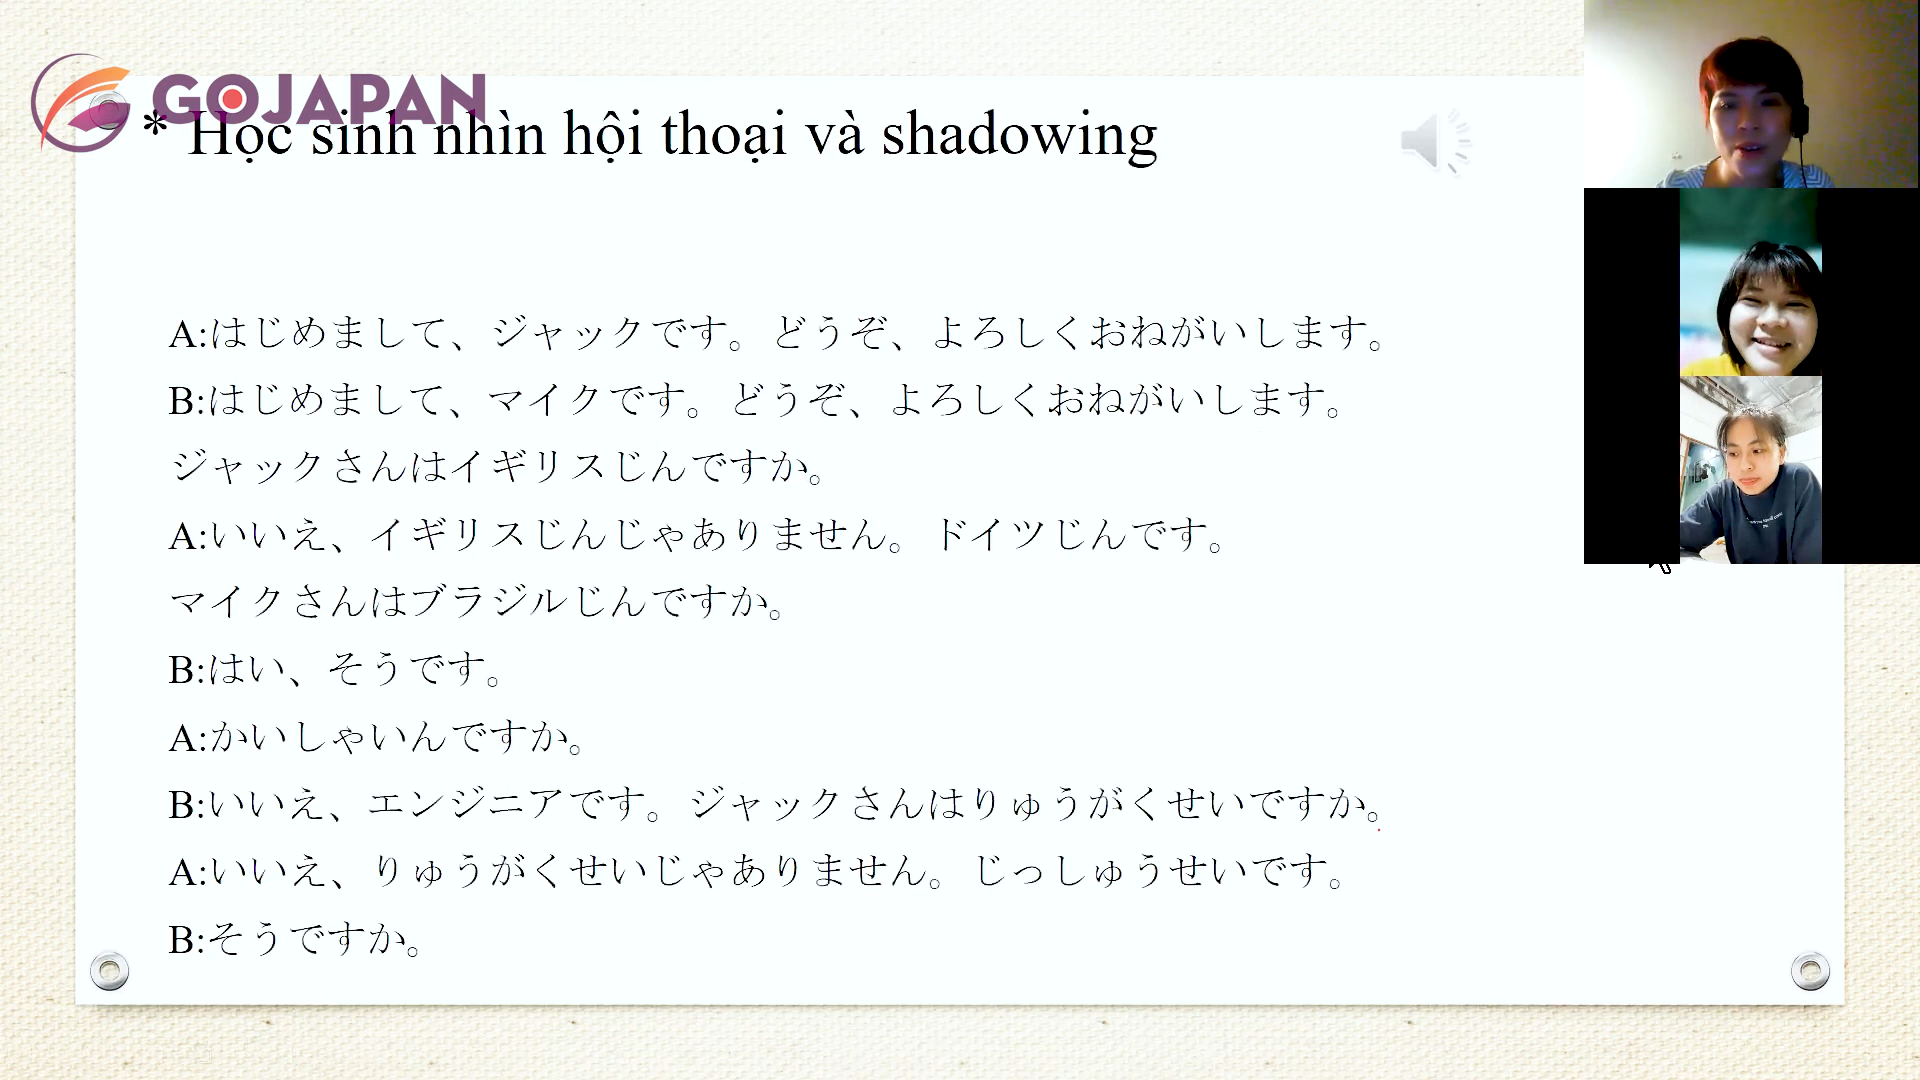 GOJAPAN
* Học sinh nhìn hội thoại và shadowing
A:はじめまして、ジャックです。どうぞ、よろしくおねがいします。
B:はじめまして、マイクです。どうぞ、よろしくおねがいします。
ジャックさんはイギリスじんですか。
A:いいえ、イギリスじんじゃありません。ドイツじんです。
マイクさんはブラジルじんですか。
B:はい、そうです。
A:かいしゃいんですか。
B:いいえ、エンジニアです。ジャックさんはりゅうがくせいですか。
A:いいえ、りゅうがくせいじゃありません。じっしゅうせいです。
B:そうですか。